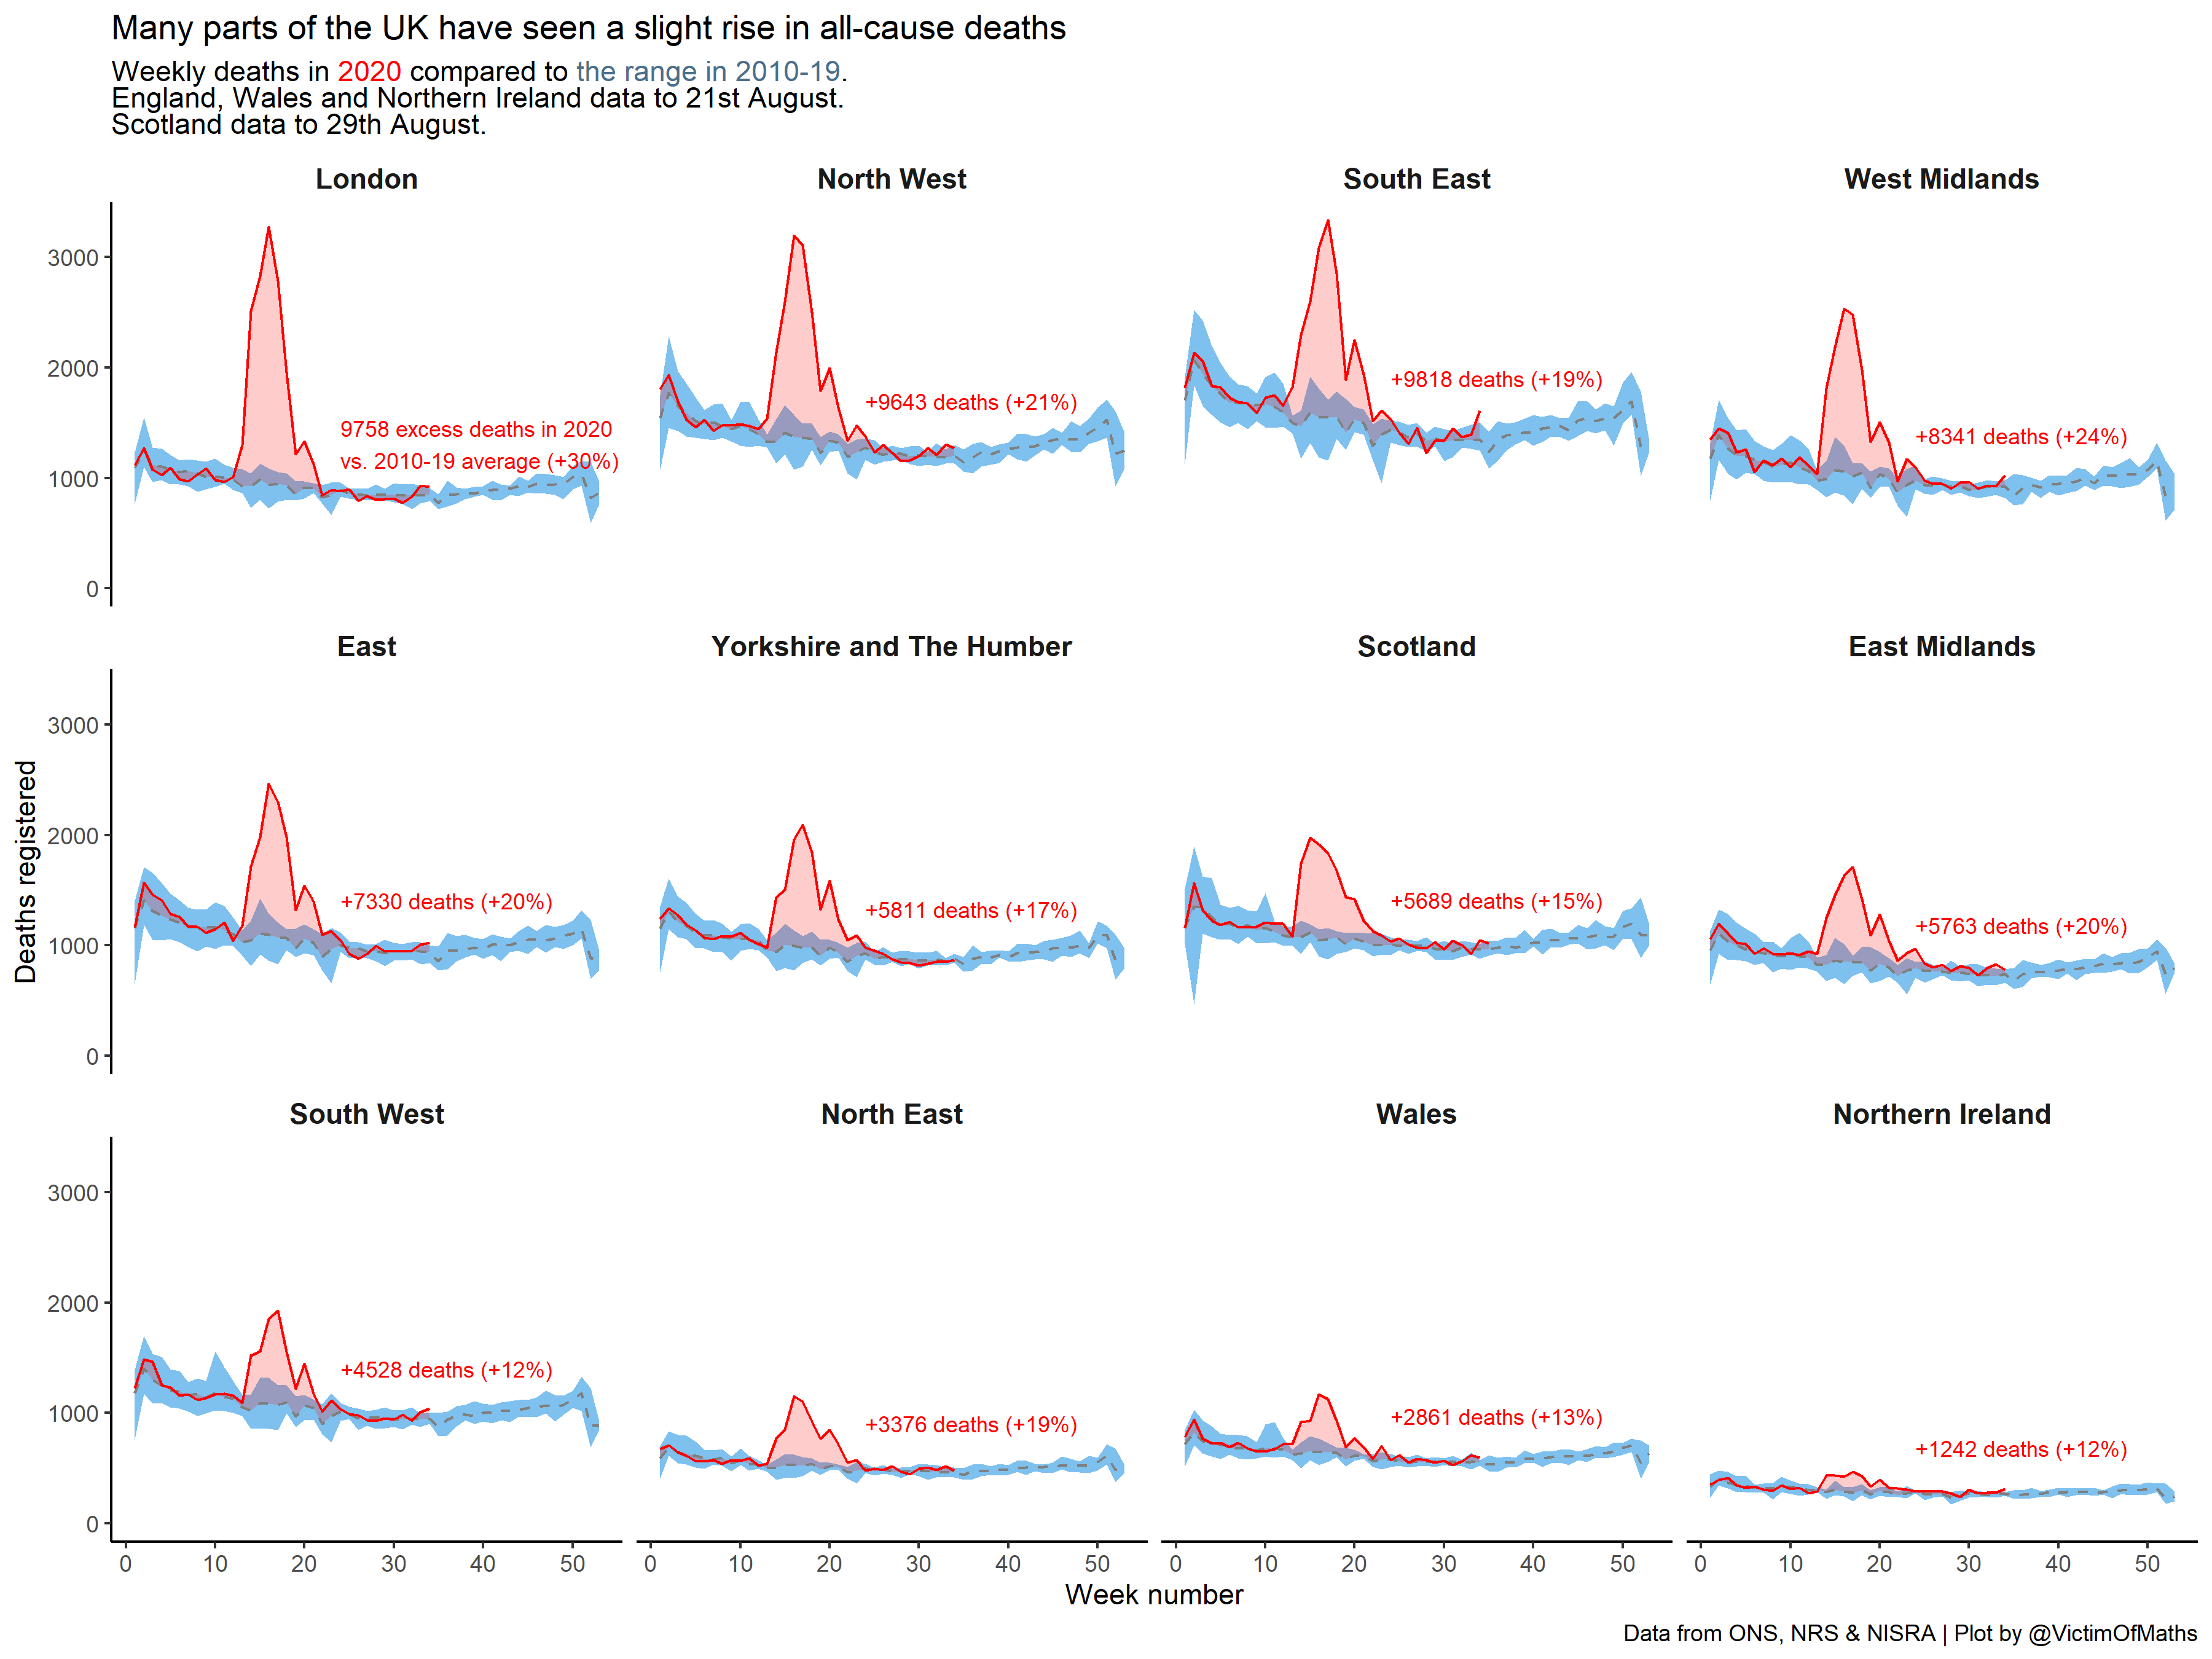 Many parts of the UK have seen a slight rise in all-cause deaths
Weekly deaths in 2020 compared to the range in 2010-19.
England, Wales and Northern Ireland data to 21st August.
Scotland data to 29th August.
London
North West
South East
West Midlands
3000
2000
1000
0
9758 excess deaths in 2020
vs. 2010-19 average (+30%)
+9643 deaths (+21%)
+9818 deaths (+19%)
+8341 deaths (+24%)
East
Yorkshire and The Humber
Scotland
East Midlands
Deaths registered
3000
2000
1000
0
+7330 deaths (+20%)
+5811 deaths (+17%)
+5689 deaths (+15%)
+5763 deaths (+20%)
South West
North East
Wales
Northern Ireland
3000
2000
1000
0
+4528 deaths (+12%)
+3376 deaths (+19%)
+2861 deaths (+13%)
+1242 deaths (+12%)
0 10 20 30 40 50
0 10 20 30 40 50
0 10 20 30 40 50
0 10 20 30 40 50
Week number
Data from ONS, NRS & NISRA | Plot by @VictimOfMaths